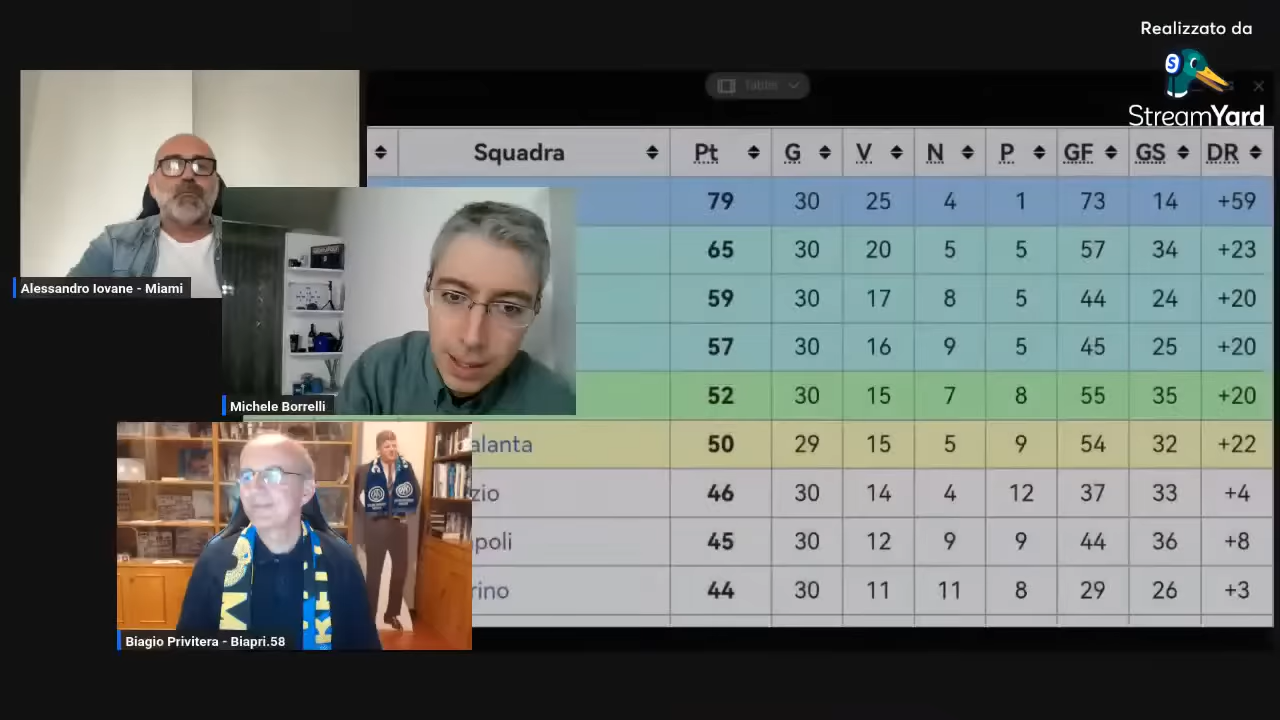 Realizzato da
StreamYard
Table
Squadra Pt G V N P GF GS DR
79 30 25 4 1 73 14 +59
65 30 20 5 5 57 34 +23
59 30 17 8 5 44 24 +20
57 30 16 9 5 45 25 +20
52 30 15 7 8 55 35 +20
alanta 50 29 15 5 9 54 32 +22
zio 46 30 14 4 12 37 33 +4
poli 45 30 12 9 9 44 36 +8
rino 44 30 11 11 8 29 26 +3
Alessandro Iovane - Miami
Michele Borrelli
Biagio Privitera - Biapri.58